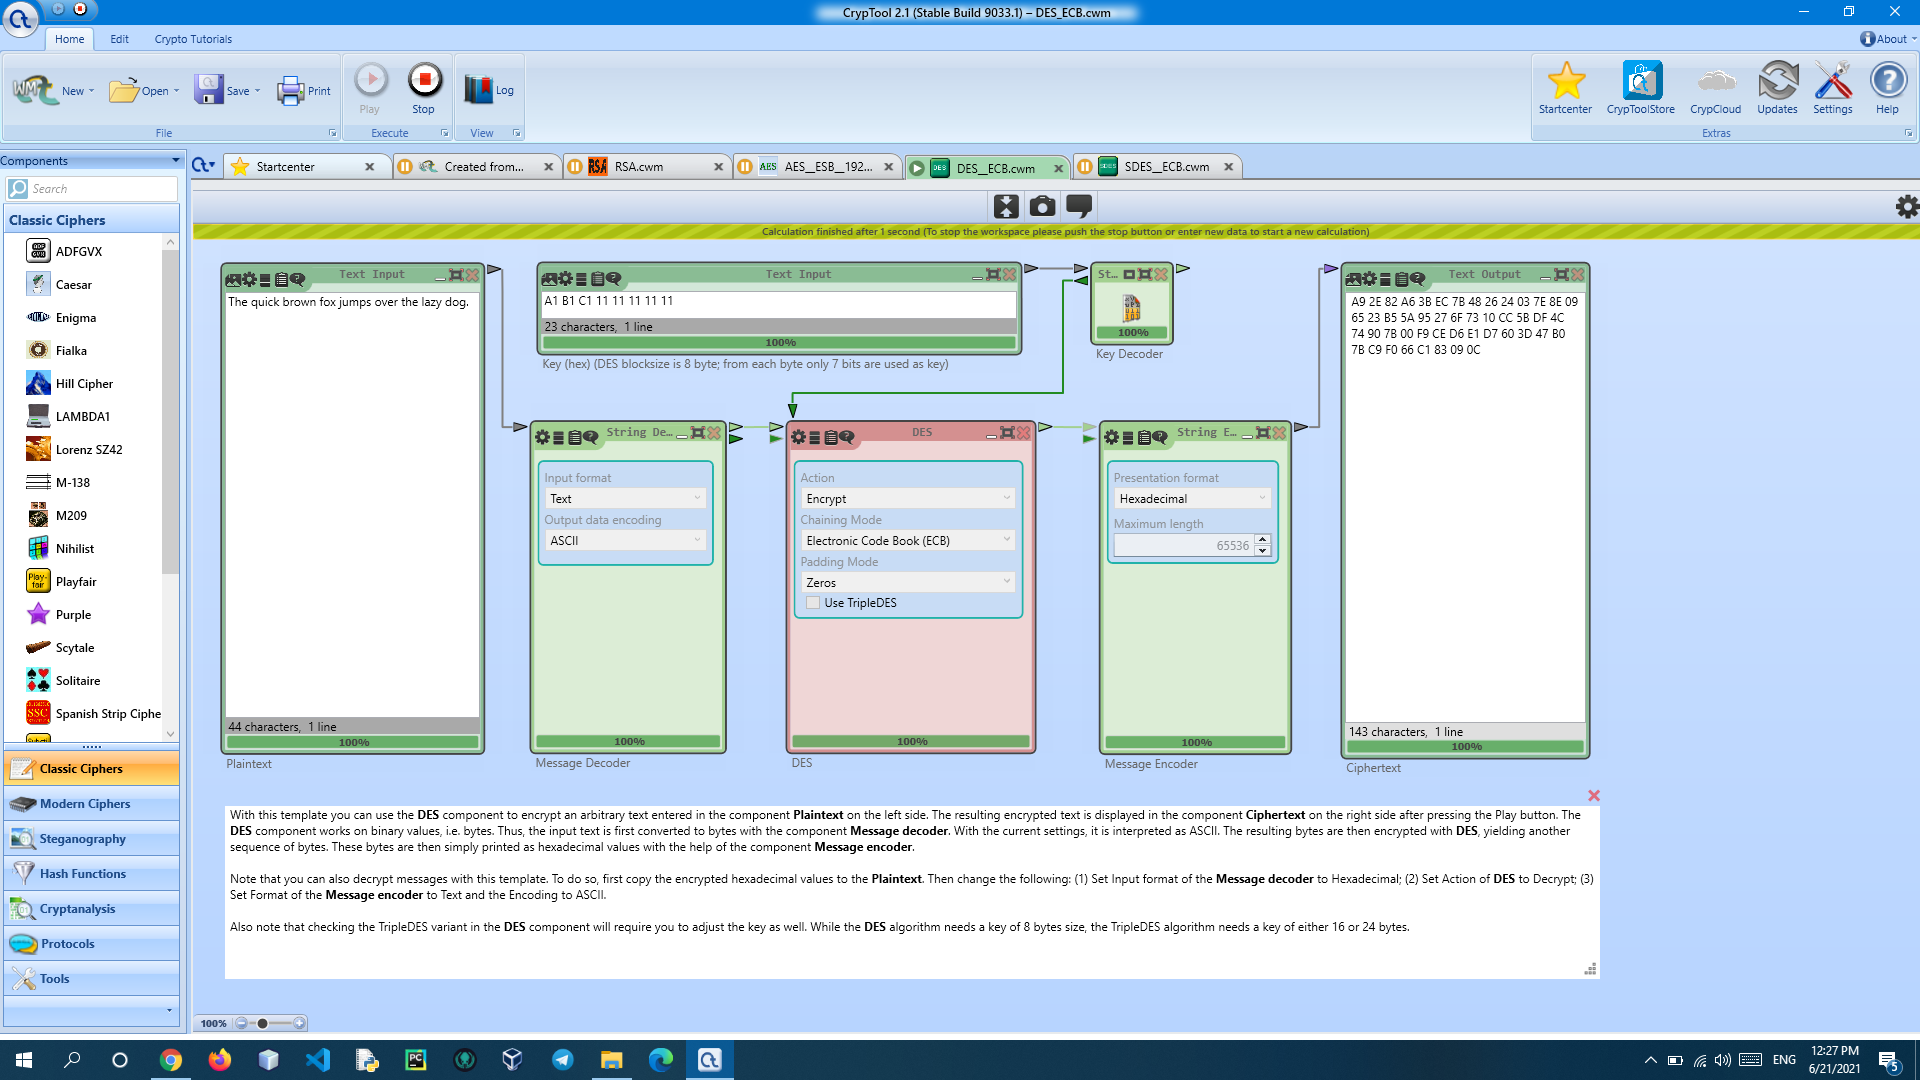 CrypTool 2.1 (Stable Build 9033.1) – DES_ECB.cwm
Home Edit Crypto Tutorials
About
New
Open
Save
Print
Play
Stop
Log
Startcenter
CrypToolStore
CrypCloud
Updates
Settings
Help
File
Execute
View
Extras
Components
Startcenter
Created from...
RSA
RSA.cwm
AES
AES__ESB__192...
DES
DES__ECB.cwm
SDES
SDES__ECB.cwm
Search
Calculation finished after 1 second (To stop the workspace please push the stop button or enter new data to start a new calculation)
Classic Ciphers
ADFGVX
Caesar
Enigma
Fialka
Hill Cipher
LAMBDA1
Lorenz SZ42
M-138
M209
Nihilist
Play-fair
Playfair
Purple
Scytale
Solitaire
SSC
Spanish Strip Ciphe
Classic Ciphers
Modern Ciphers
Steganography
Hash Functions
Cryptanalysis
Protocols
Tools
Text Input
The quick brown fox jumps over the lazy dog.
44 characters, 1 line
100%
Plaintext
Text Input
A1 B1 C1 11 11 11 11 11
23 characters, 1 line
100%
Key (hex) (DES blocksize is 8 byte; from each byte only 7 bits are used as key)
St...
100%
Key Decoder
String De...
Input format
Text
Output data encoding
ASCII
100%
Message Decoder
DES
Action
Encrypt
Chaining Mode
Electronic Code Book (ECB)
Padding Mode
Zeros
Use TripleDES
100%
DES
String E...
Presentation format
Hexadecimal
Maximum length
65536
100%
Message Encoder
Text Output
A9 2E 82 A6 3B EC 7B 48 26 24 03 7E 8E 09
65 23 B5 5A 95 27 6F 73 10 CC 5B DF 4C
74 90 7B 00 F9 CE D6 E1 D7 60 3D 47 B0
7B C9 F0 66 C1 83 09 0C
143 characters, 1 line
100%
Ciphertext
With this template you can use the DES component to encrypt an arbitrary text entered in the component Plaintext on the left side. The resulting encrypted text is displayed in the component Ciphertext on the right side after pressing the Play button. The
DES component works on binary values, i.e. bytes. Thus, the input text is first converted to bytes with the component Message decoder. With the current settings, it is interpreted as ASCII. The resulting bytes are then encrypted with DES, yielding another
sequence of bytes. These bytes are then simply printed as hexadecimal values with the help of the component Message encoder.
Note that you can also decrypt messages with this template. To do so, first copy the encrypted hexadecimal values to the Plaintext. Then change the following: (1) Set Input format of the Message decoder to Hexadecimal; (2) Set Action of DES to Decrypt; (3)
Set Format of the Message encoder to Text and the Encoding to ASCII.
Also note that checking the TripleDES variant in the DES component will require you to adjust the key as well. While the DES algorithm needs a key of 8 bytes size, the TripleDES algorithm needs a key of either 16 or 24 bytes.
100%
ENG
12:27 PM
6/21/2021
5